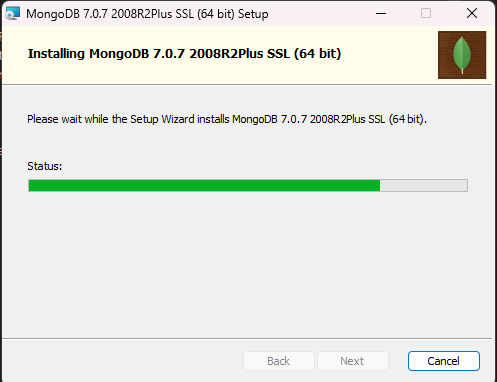 MongoDB 7.0.7 2008R2Plus SSL (64 bit) Setup
Installing MongoDB 7.0.7 2008R2Plus SSL (64 bit)
Please wait while the Setup Wizard installs MongoDB 7.0.7 2008R2Plus SSL (64 bit).
Status:
Back Next Cancel